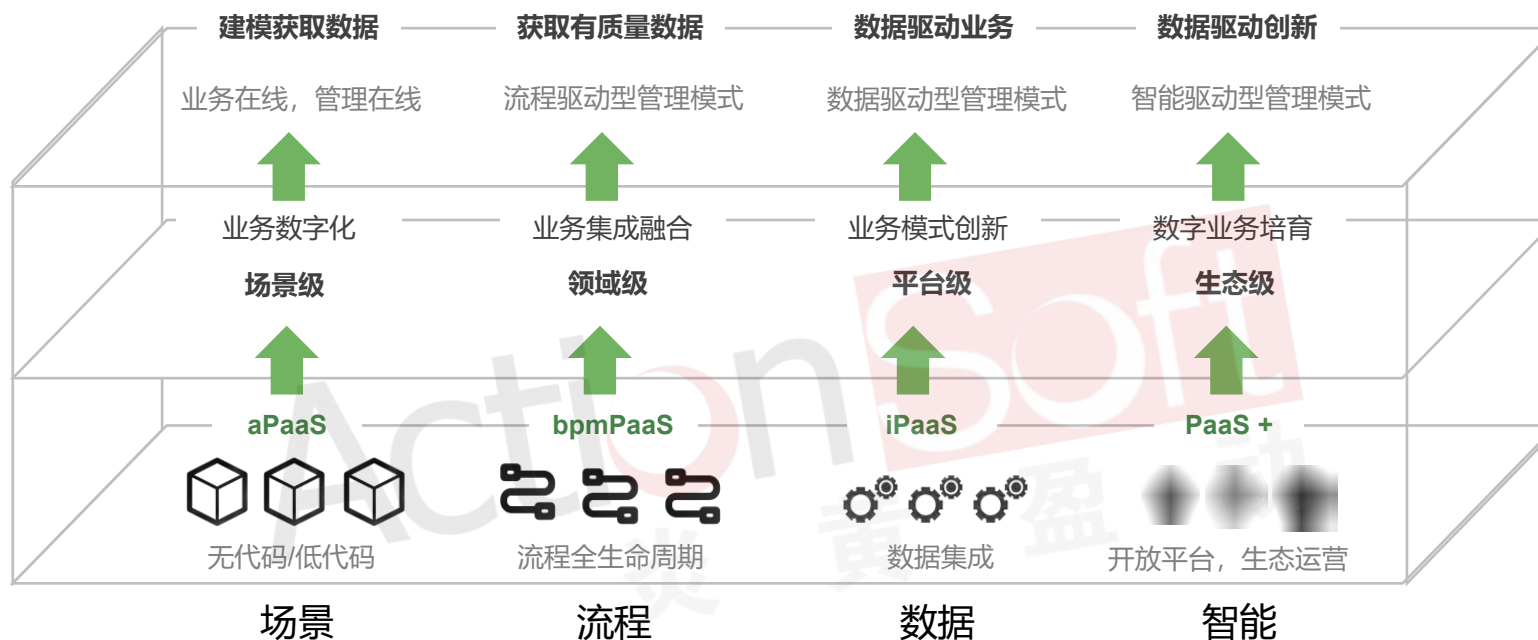 建模获取数据
获取有质量数据
数据驱动业务
数据驱动创新
业务在线，管理在线
流程驱动型管理模式
数据驱动型管理模式
智能驱动型管理模式
业务数字化
业务集成融合
业务模式创新
数字业务培育
场景级
领域级
平台级
生态级
aPaaS
bpmPaaS
iPaaS
PaaS +
无代码/低代码
流程全生命周期
数据集成
开放平台，生态运营
场景
流程
数据
智能
ActionSoft
炎黄盈动